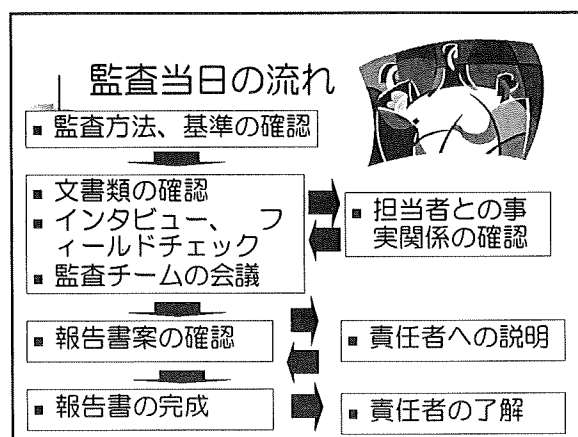 監査当日の流れ
■ 監査方法、基準の確認
■ 文書類の確認
■ インタビュー、 フ
ィールドチェック
■ 監査チームの会議
■ 担当者との事
実関係の確認
■ 報告書案の確認
■ 責任者への説明
■ 報告書の完成
■ 責任者の了解